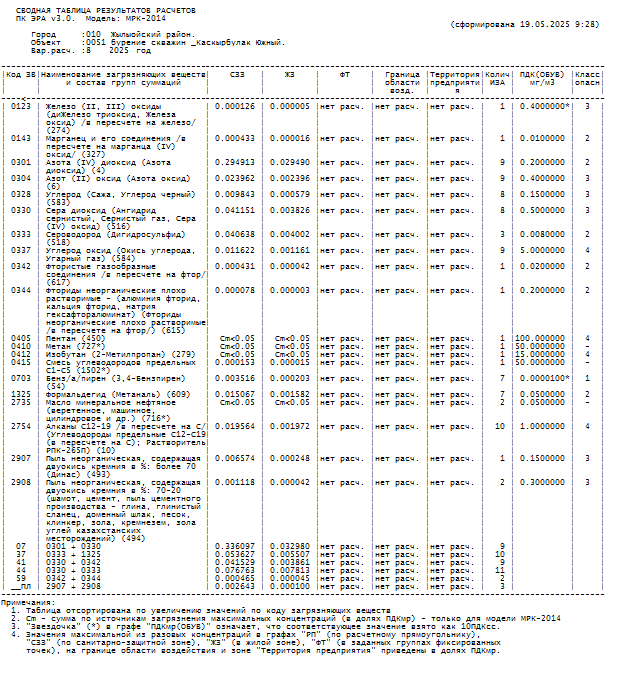 СВОДНАЯ ТАБЛИЦА РЕЗУЛЬТАТОВ РАСЧЕТОВ
ПК ЭРА v3.0.  Модель: МРК-2014
(сформирована 19.05.2025 9:28)
Город      :010  Жылыойский район.
Объект     :0051 бурение скважин _Каскырбулак Южный.
Вар.расч. :8    2025 год
|Код ЗВ|Наименование загрязняющих веществ| СЗЗ | ЖЗ | ФТ | Граница |Территория|Колич| ПДК(ОБУВ) |Класс|
| | и состав групп суммаций | | | | области |предприяти| ИЗА | мг/м3 |опасн|
| | | | | | возд. | я | | | |
| 0123 | Железо (II, III) оксиды | 0.000126 | 0.000005 |нет расч. |нет расч. |нет расч. | 1 | 0.4000000*| 3 |
| | (диЖелезо триоксид, Железа
| | оксид) /в пересчете на железо/
| | (274)
| 0143 | Марганец и его соединения /в | 0.000433 | 0.000016 |нет расч. |нет расч. |нет расч. | 1 | 0.0100000 | 2 |
| | пересчете на марганца (IV)
| | оксид/ (327)
| 0301 | Азота (IV) диоксид (Азота | 0.294913 | 0.029490 |нет расч. |нет расч. |нет расч. | 9 | 0.2000000 | 2 |
| | диоксид) (4)
| 0304 | Азот (II) оксид (Азота оксид) | 0.023962 | 0.002396 |нет расч. |нет расч. |нет расч. | 9 | 0.4000000 | 3 |
| | (6)
| 0328 | Углерод (Сажа, Углерод черный) | 0.009843 | 0.000579 |нет расч. |нет расч. |нет расч. | 8 | 0.1500000 | 3 |
| | (583)
| 0330 | Сера диоксид (Ангидрид | 0.041151 | 0.003826 |нет расч. |нет расч. |нет расч. | 8 | 0.5000000 | 3 |
| | сернистый, Сернистый газ, Сера
| | (IV) оксид) (516)
| 0333 | Сероводород (Дигидросульфид) | 0.040638 | 0.004002 |нет расч. |нет расч. |нет расч. | 3 | 0.0080000 | 2 |
| | (518)
| 0337 | Углерод оксид (Окись углерода, | 0.011622 | 0.001161 |нет расч. |нет расч. |нет расч. | 9 | 5.0000000 | 4 |
| | Угарный газ) (584)
| 0342 | Фтористые газообразные | 0.000431 | 0.000042 |нет расч. |нет расч. |нет расч. | 1 | 0.0200000 | 2 |
| | соединения /в пересчете на фтор/
| | (617)
| 0344 | Фториды неорганические плохо | 0.000078 | 0.000003 |нет расч. |нет расч. |нет расч. | 1 | 0.2000000 | 2 |
| | растворимые - (алюминия фторид,
| | кальция фторид, натрия
| | гексафторалюминат) (Фториды
| | неорганические плохо растворимые
| | /в пересчете на фтор/) (615)
| 0405 | Пентан (450) | Cm<0.05 | Cm<0.05 |нет расч. |нет расч. |нет расч. | 1 |100.0000000 | 4 |
| 0410 | Метан (727*) | Cm<0.05 | Cm<0.05 |нет расч. |нет расч. |нет расч. | 1 | 50.0000000 | - |
| 0412 | Изобутан (2-Метилпропан) (279) | Cm<0.05 | Cm<0.05 |нет расч. |нет расч. |нет расч. | 1 | 15.0000000 | 4 |
| 0415 | Смесь углеводородов предельных | 0.000153 | 0.000015 |нет расч. |нет расч. |нет расч. | 1 | 50.0000000 | - |
| | С1-С5 (1502*)
| 0703 | Бенз/а/пирен (3,4-Бензпирен) | 0.003516 | 0.000203 |нет расч. |нет расч. |нет расч. | 7 | 0.0000100*| 1 |
| | (54)
| 1325 | Формальдегид (Метаналь) (609) | 0.015067 | 0.001582 |нет расч. |нет расч. |нет расч. | 7 | 0.0500000 | 2 |
| 2735 | Масло минеральное нефтяное | Cm<0.05 | Cm<0.05 |нет расч. |нет расч. |нет расч. | 2 | 0.0500000 | - |
| | (веретенное, машинное,
| | цилиндровое и др.) (716*)
| 2754 | Алканы С12-19 /в пересчете на С/ | 0.019564 | 0.001972 |нет расч. |нет расч. |нет расч. | 10 | 1.0000000 | 4 |
| | (Углеводороды предельные С12-С19
| | (в пересчете на С); Растворитель
| | РПК-265П) (10)
| 2907 | Пыль неорганическая, содержащая | 0.006574 | 0.000248 |нет расч. |нет расч. |нет расч. | 1 | 0.1500000 | 3 |
| | двуокись кремния в %: более 70
| | (Динас) (493)
| 2908 | Пыль неорганическая, содержащая | 0.001118 | 0.000042 |нет расч. |нет расч. |нет расч. | 2 | 0.3000000 | 3 |
| | двуокись кремния в %: 70-20
| | (шамот, цемент, пыль цементного
| | производства - глина, глинистый
| | сланец, доменный шлак, песок,
| | клинкер, зола, кремнезем, зола
| | углей казахстанских
| | месторождений) (494)
| 07 | 0301 + 0330 | 0.336097 | 0.032980 |нет расч. |нет расч. |нет расч. | 9 |
| 37 | 0333 + 1325 | 0.053627 | 0.005507 |нет расч. |нет расч. |нет расч. | 10 |
| 41 | 0330 + 0342 | 0.041529 | 0.003861 |нет расч. |нет расч. |нет расч. | 9 |
| 44 | 0330 + 0333 | 0.076763 | 0.007813 |нет расч. |нет расч. |нет расч. | 11 |
| 59 | 0342 + 0344 | 0.000465 | 0.000045 |нет расч. |нет расч. |нет расч. | 2 |
| __ПЛ | 2907 + 2908 | 0.002643 | 0.000100 |нет расч. |нет расч. |нет расч. | 3 |
Примечания:
1. Таблица отсортирована по увеличению значений по коду загрязняющих веществ
2. Cm - сумма по источникам загрязнения максимальных концентраций (в долях ПДКмр) - только для модели МРК-2014
3. "Звездочка" (*) в графе "ПДКмр(ОБУВ)" означает, что соответствующее значение взято как 10ПДКсс.
4. Значения максимальной из разовых концентраций в графах "РП" (по расчетному прямоугольнику),
"СЗЗ" (по санитарно-защитной зоне), "ЖЗ" (в жилой зоне), "ФТ" (в заданных группах фиксированных
точек), на границе области воздействия и зоне "Территория предприятия" приведены в долях ПДКмр.